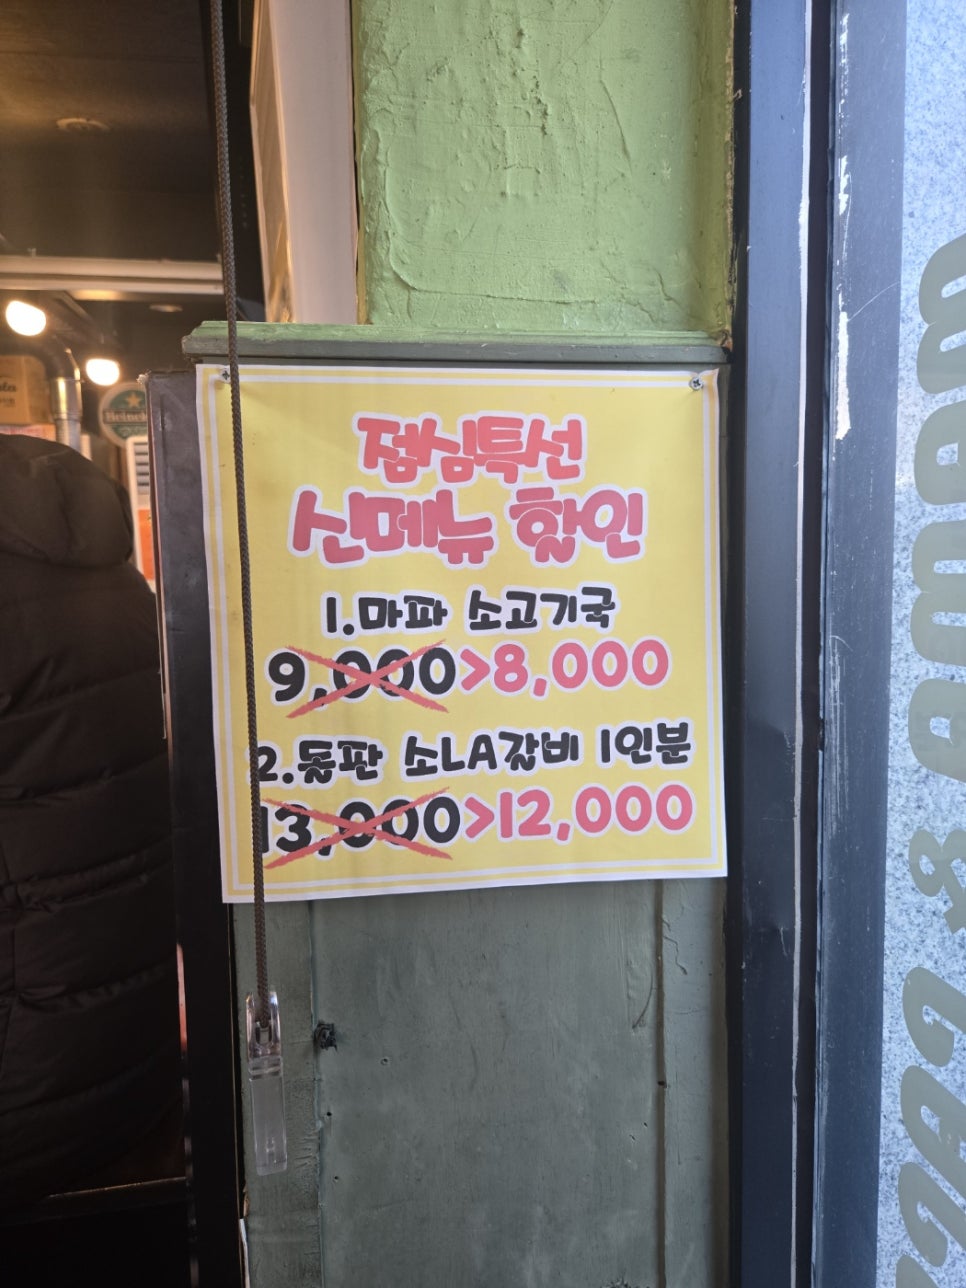 점심특선
신메뉴 할인
1.마파 소고기국
9,000>8,000
2.돌판 소LA갈비 1인분
13,000>12,000
Heineken